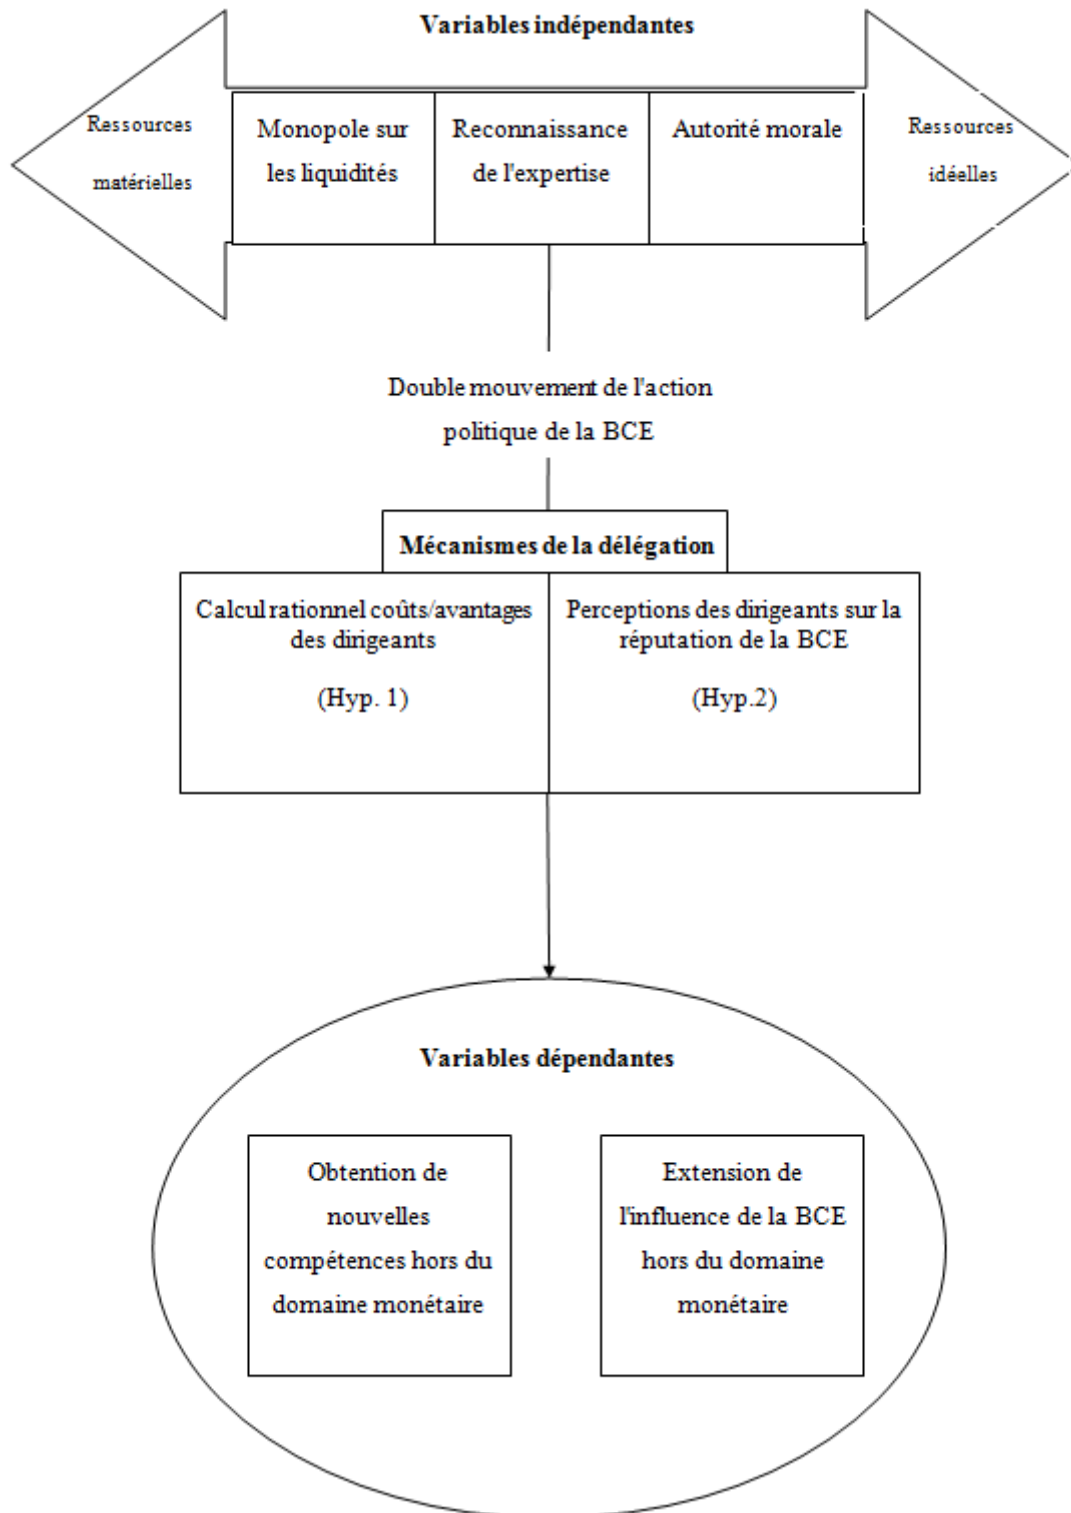 Variables indépendantes
Ressources
matérielles
Monopole sur
les liquidités
Reconnaissance
de l'expertise
Autorité morale
Ressources
idéelles
Double mouvement de l'action
politique de la BCE
Mécanismes de la délégation
Calcul rationnel coûts/avantages
des dirigeants
(Hyp. 1)
Perceptions des dirigeants sur la
réputation de la BCE
(Hyp.2)
Variables dépendantes
Obtention de
nouvelles
compétences hors du
domaine monétaire
Extension de
l'influence de la BCE
hors du domaine
monétaire